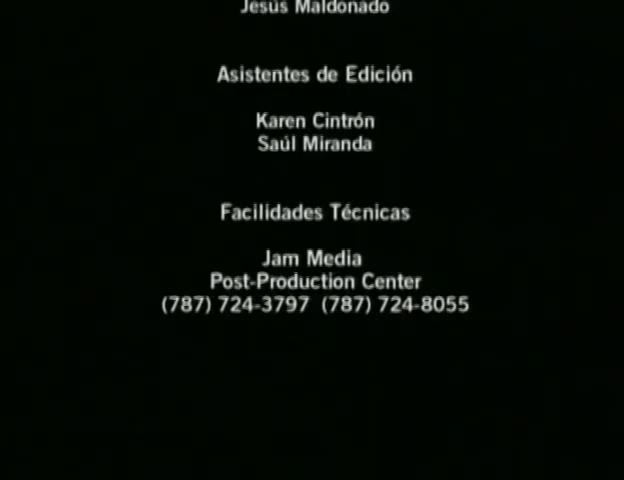 Jesús Maldonado
Asistentes de Edición
Karen Cintrón
Saúl Miranda
Facilidades Técnicas
Jam Media
Post-Production Center
(787) 724-3797 (787) 724-8055